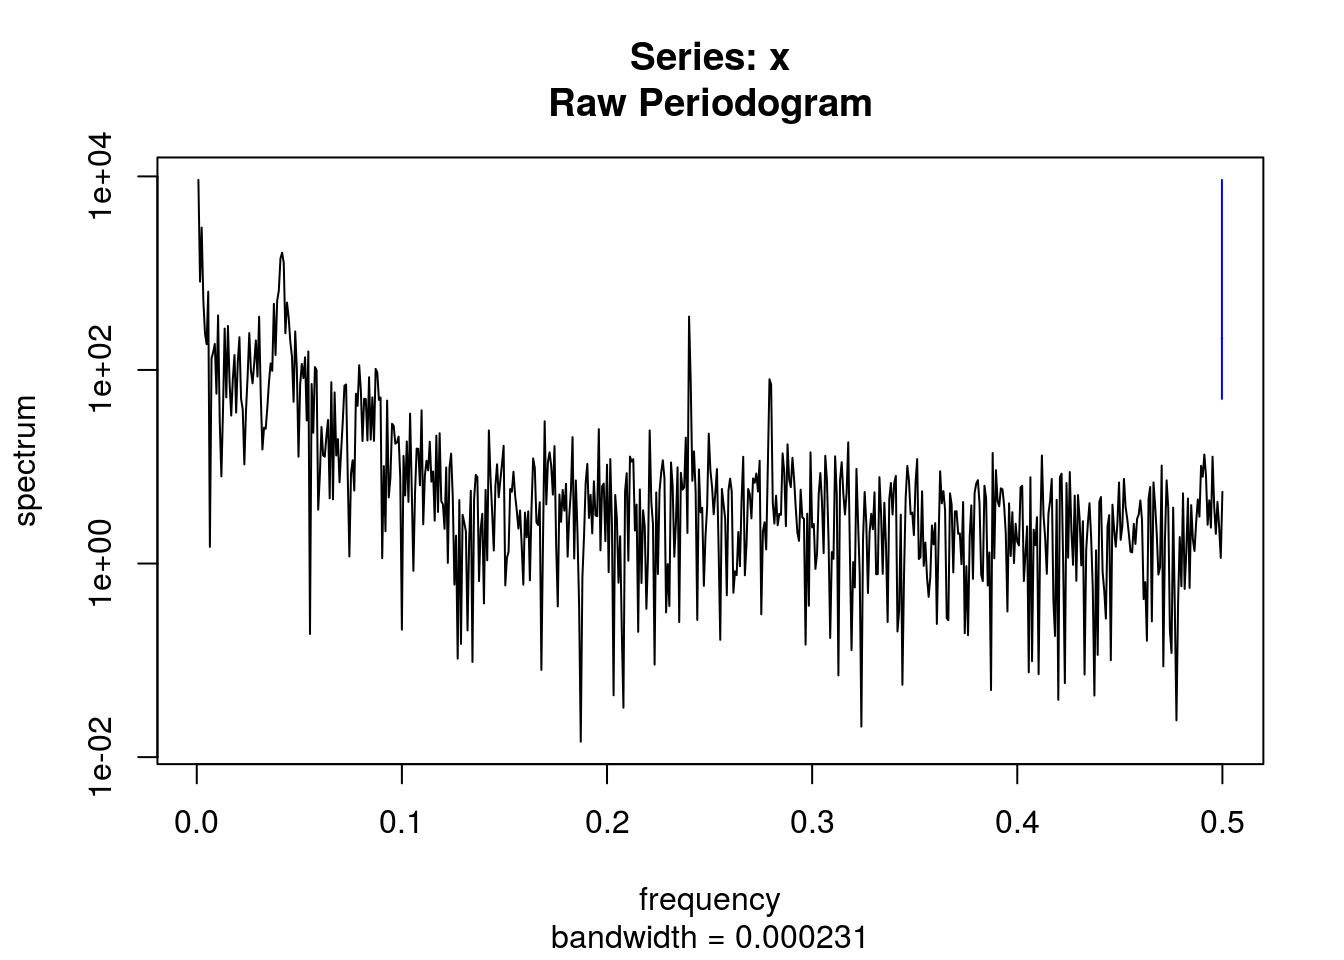 Series: x
Raw Periodogram
spectrum
1e+04
1e+02
1e+00
1e-02
0.0 0.1 0.2 0.3 0.4 0.5
frequency
bandwidth = 0.000231